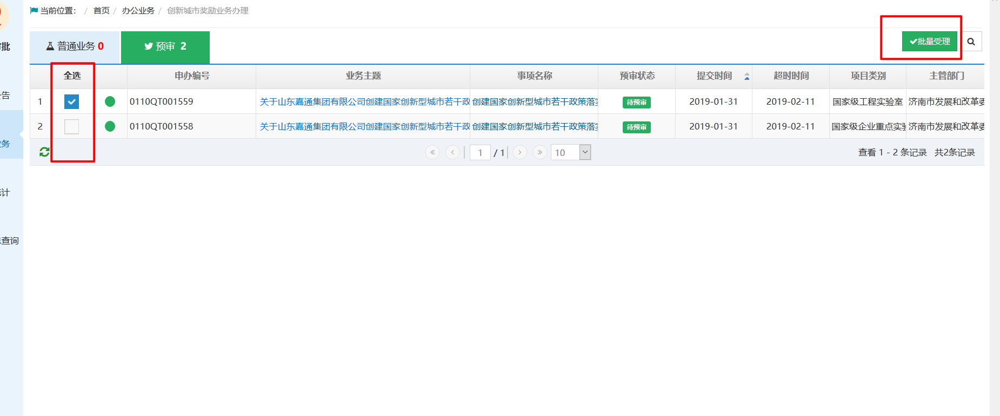 当前位置： / 首页 / 办公业务 / 创新城市奖励业务办理
批
普通业务 0 预审 2 批量受理
全选 申办编号 业务主题 事项名称 预审状态 提交时间 超时时间 项目类别 主管部门
告
1 0110QT001559 关于山东嘉通集团有限公司创建国家创新型城市若干政 创建国家创新型城市若干政策落实 待预审 2019-01-31 2019-02-11 国家级工程实验室 济南市发展和改革委
2 0110QT001558 关于山东嘉通集团有限公司创建国家创新型城市若干政 创建国家创新型城市若干政策落实 待预审 2019-01-31 2019-02-11 国家级企业重点实验 济南市发展和改革委
务
1 / 1 10 查看 1 - 2 条记录 共2条记录
计
查询